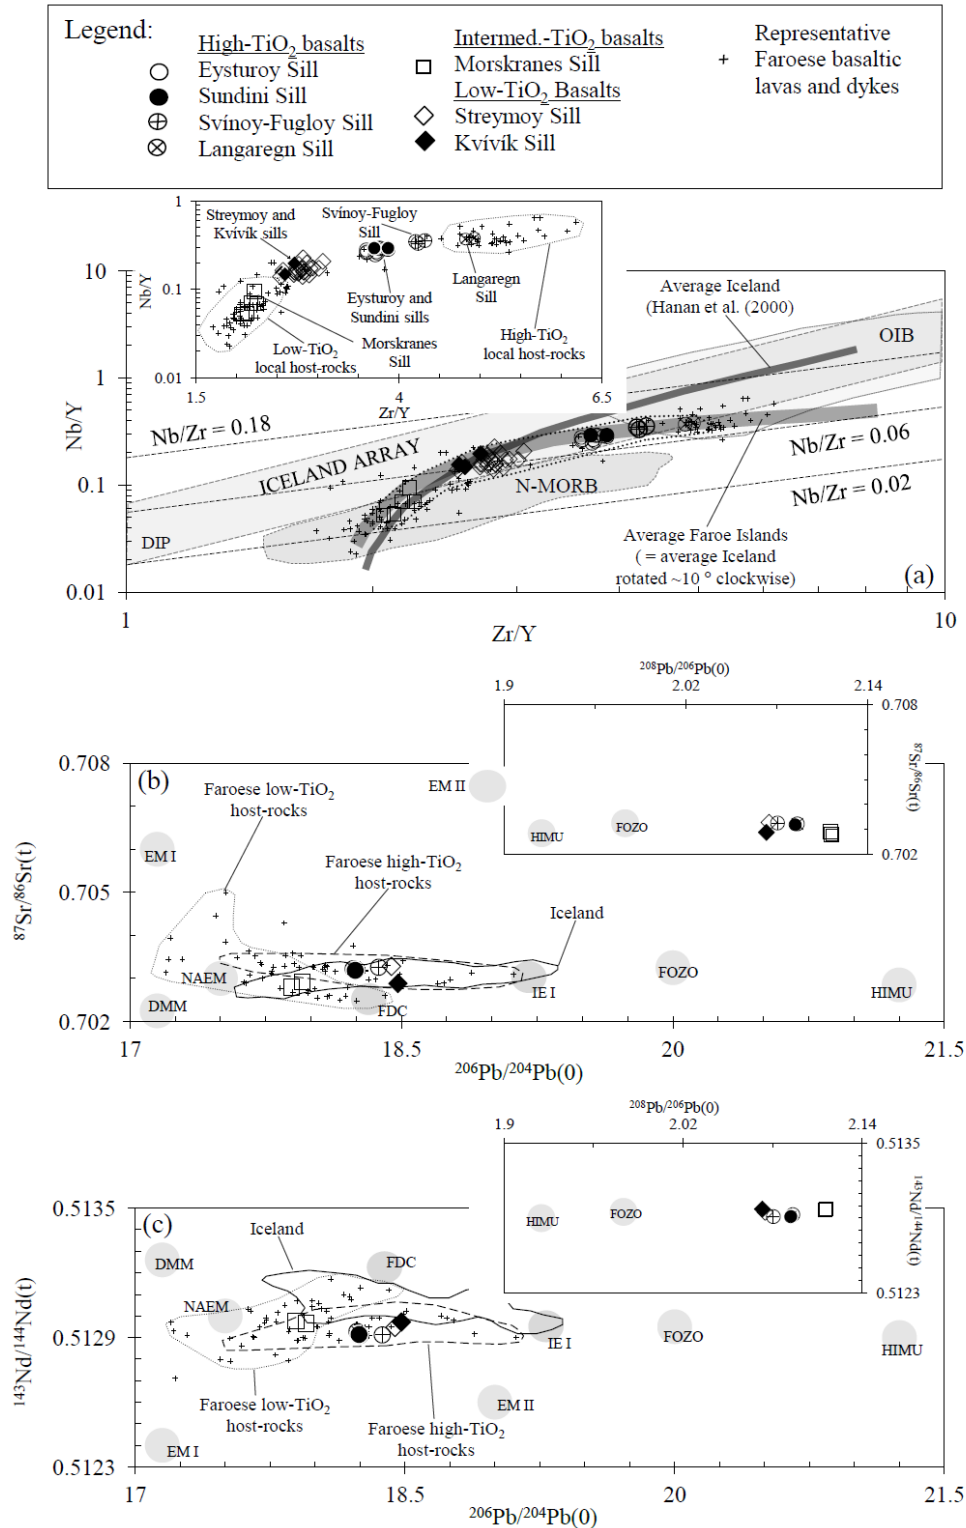 Legend:
High-TiO₂ basalts
Eysturoy Sill
Sundini Sill
Svínoy-Fugloy Sill
Langaregn Sill
Intermed.-TiO₂ basalts
Morskranes Sill
Low-TiO₂ Basalts
Streymoy Sill
Kvívík Sill
Representative
Faroese basaltic
lavas and dykes
1
0.1
0.01
Nb/Y
1.5
4
6.5
Zr/Y
Streymoy and
Kvívík sills
Svínoy-Fugloy
Sill
Langaregn
Sill
Eysturoy and
Sundini sills
Morskranes
Sill
Low-TiO₂
local host-rocks
High-TiO₂
local host-rocks
10
1
0.1
0.01
Nb/Y
1
10
Zr/Y
Average Iceland
(Hanan et al. (2000)
OIB
Nb/Zr = 0.18
Nb/Zr = 0.06
Nb/Zr = 0.02
ICELAND ARRAY
N-MORB
DIP
Average Faroe Islands
( = average Iceland
rotated ~10 ° clockwise)
(a)
²⁰⁸Pb/²⁰⁶Pb(0)
1.9
2.02
2.14
0.708
0.702
⁸⁷Sr/⁸⁶Sr(t)
HIMU
FOZO
0.708
0.705
0.702
⁸⁷Sr/⁸⁶Sr(t)
(b)
Faroese low-TiO₂
host-rocks
EM II
EM I
Faroese high-TiO₂
host-rocks
Iceland
NAEM
DMM
FDC
IE I
FOZO
HIMU
17
18.5
20
21.5
²⁰⁶Pb/²⁰⁴Pb(0)
²⁰⁸Pb/²⁰⁶Pb(0)
1.9
2.02
2.14
0.5135
0.5123
¹⁴³Nd/¹⁴⁴Nd(t)
HIMU
FOZO
0.5135
0.5129
0.5123
¹⁴³Nd/¹⁴⁴Nd(t)
(c)
Iceland
DMM
FDC
NAEM
IE I
FOZO
HIMU
Faroese low-TiO₂
host-rocks
EM II
Faroese high-TiO₂
host-rocks
EM I
17
18.5
20
21.5
²⁰⁶Pb/²⁰⁴Pb(0)